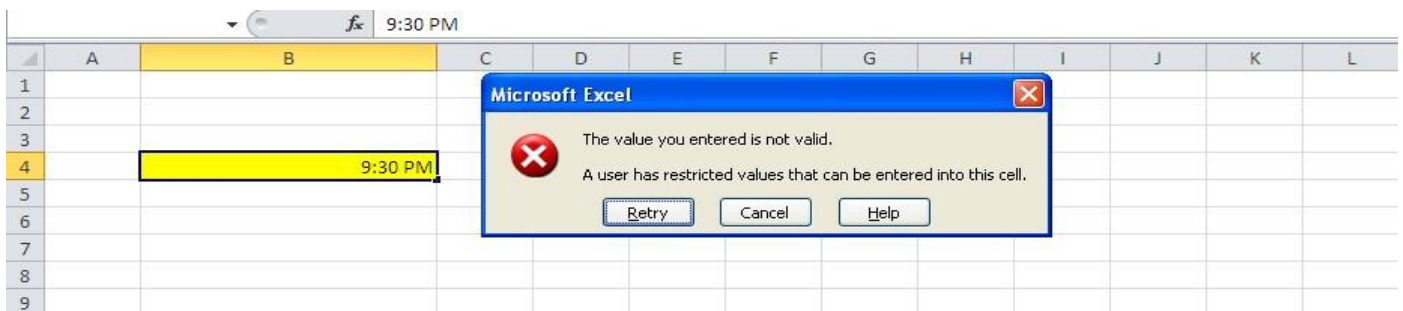 fx 9:30 PM
A B C D E F G H I J K L
1
2
3
4 9:30 PM
5
6
7
8
9
Microsoft Excel
The value you entered is not valid.
A user has restricted values that can be entered into this cell.
Retry Cancel Help